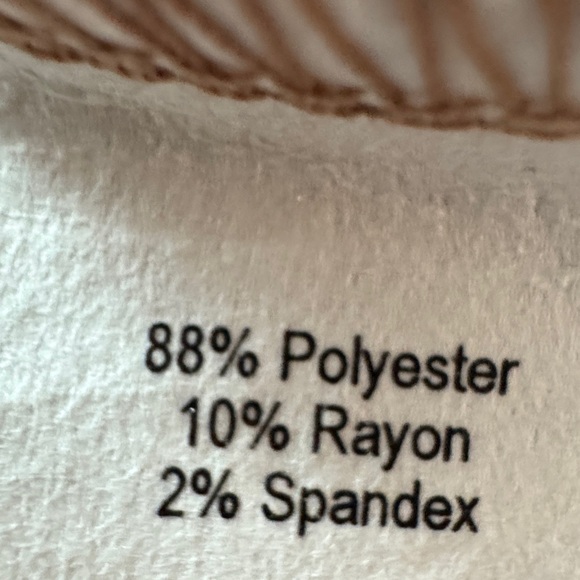 88% Polyester
10% Rayon
2% Spandex